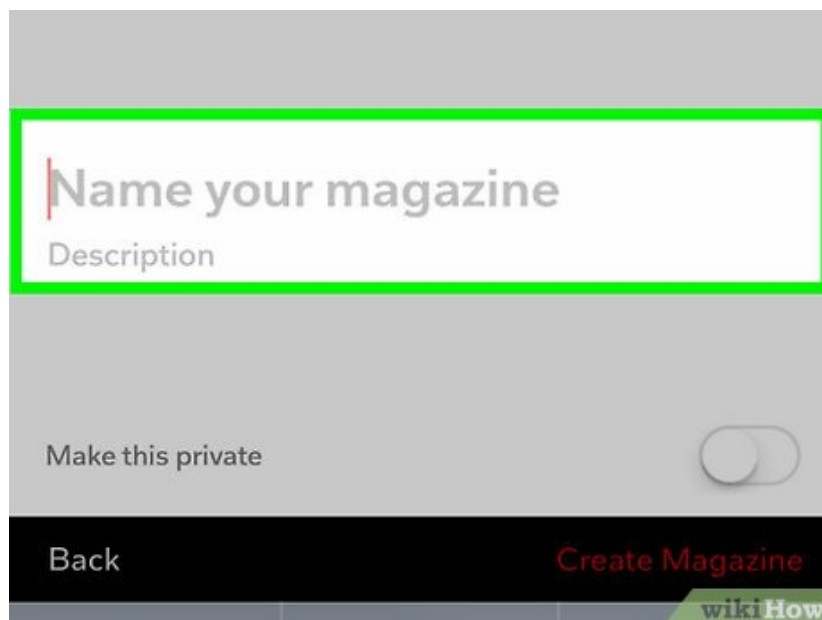 Name your magazine
Description
Make this private
Back
Create Magazine
wikiHow